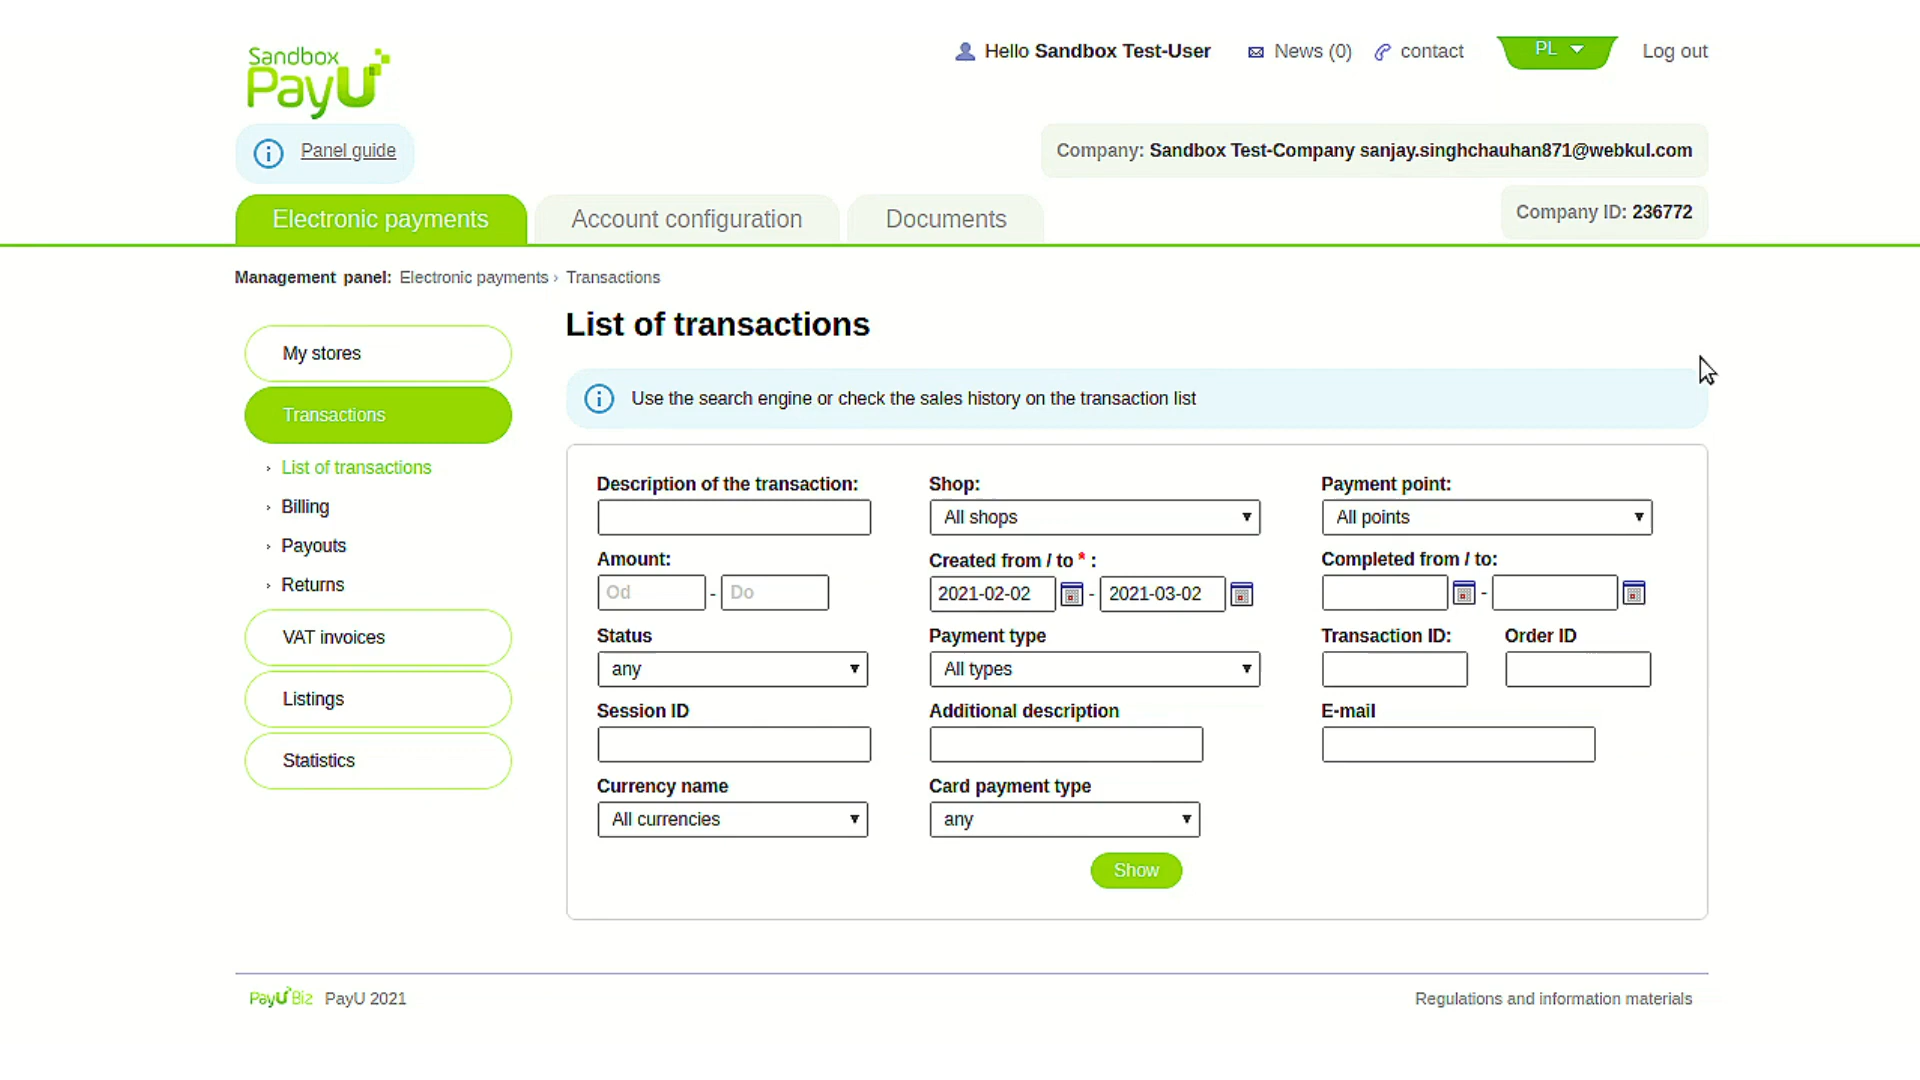 Sandbox
PayU
Hello Sandbox Test-User
News (0)
contact
PL
Log out
Panel guide
Company: Sandbox Test-Company sanjay.singhchauhan871@webkul.com
Electronic payments
Account configuration
Documents
Company ID: 236772
Management panel: Electronic payments › Transactions
List of transactions
My stores
Transactions
› List of transactions
› Billing
› Payouts
› Returns
VAT invoices
Listings
Statistics
Use the search engine or check the sales history on the transaction list
Description of the transaction:
Shop:
Payment point:
All shops
All points
Amount:
Created from / to * :
Completed from / to:
Od - Do
2021-02-02 - 2021-03-02
-
Status
Payment type
Transaction ID:
Order ID
any
All types
Session ID
Additional description
E-mail
Currency name
Card payment type
All currencies
any
Show
PayU Biz PayU 2021
Regulations and information materials